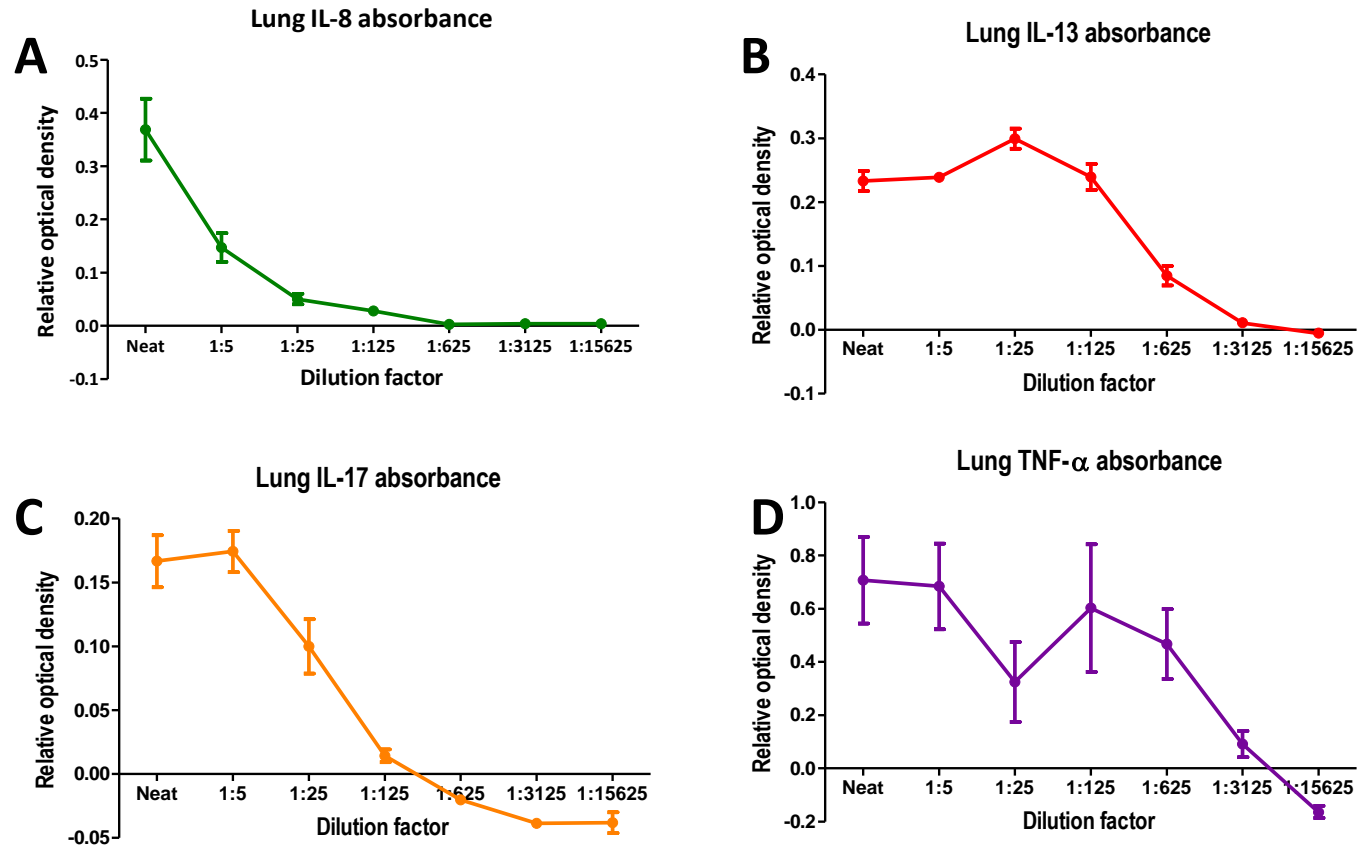 Lung IL-8 absorbance
A
Relative optical density
0.5
0.4
0.3
0.2
0.1
0.0
-0.1
Neat 1:5 1:25 1:125 1:625 1:3125 1:15625
Dilution factor
Lung IL-13 absorbance
B
Relative optical density
0.4
0.3
0.2
0.1
0.0
-0.1
Neat 1:5 1:25 1:125 1:625 1:3125 1:15625
Dilution factor
Lung IL-17 absorbance
C
Relative optical density
0.20
0.15
0.10
0.05
0.00
-0.05
Neat 1:5 1:25 1:125 1:625 1:3125 1:15625
Dilution factor
Lung TNF-α absorbance
D
Relative optical density
1.0
0.8
0.6
0.4
0.2
0.0
-0.2
Neat 1:5 1:25 1:125 1:625 1:3125 1:15625
Dilution factor